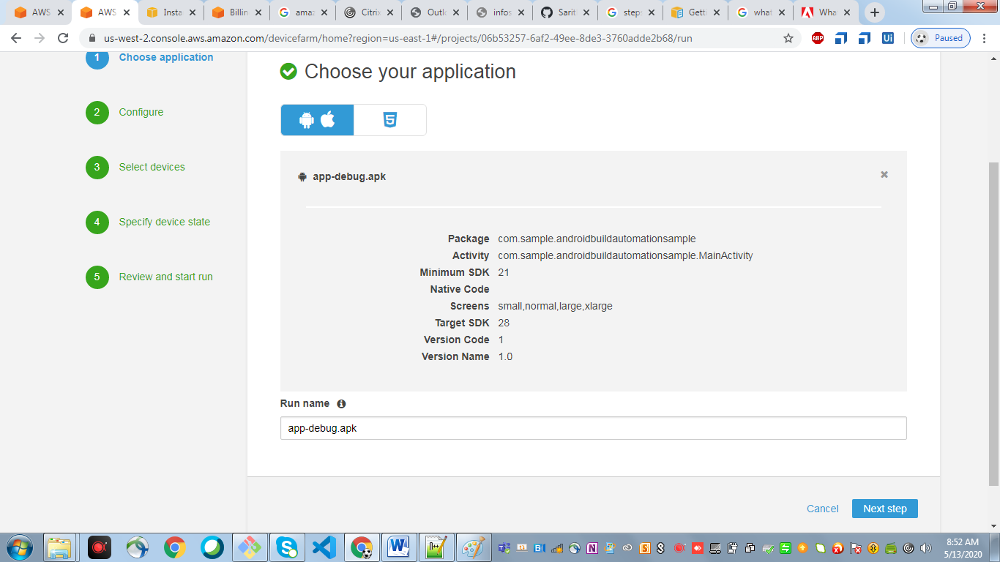 AWS
AWS
Insta
Billin
amaz
Citrix
Outlo
infos
Sarit
steps
Getti
what
Wha
us-west-2.console.aws.amazon.com/devicefarm/home?region=us-east-1#/projects/06b53257-6af2-49ee-8de3-3760adde2b68/run
ABP
Ui
Paused
1 Choose application
2 Configure
3 Select devices
4 Specify device state
5 Review and start run
Choose your application
app-debug.apk
Package com.sample.androidbuildautomationsample
Activity com.sample.androidbuildautomationsample.MainActivity
Minimum SDK 21
Native Code
Screens small,normal,large,xlarge
Target SDK 28
Version Code 1
Version Name 1.0
Run name
app-debug.apk
Cancel Next step
8:52 AM
5/13/2020